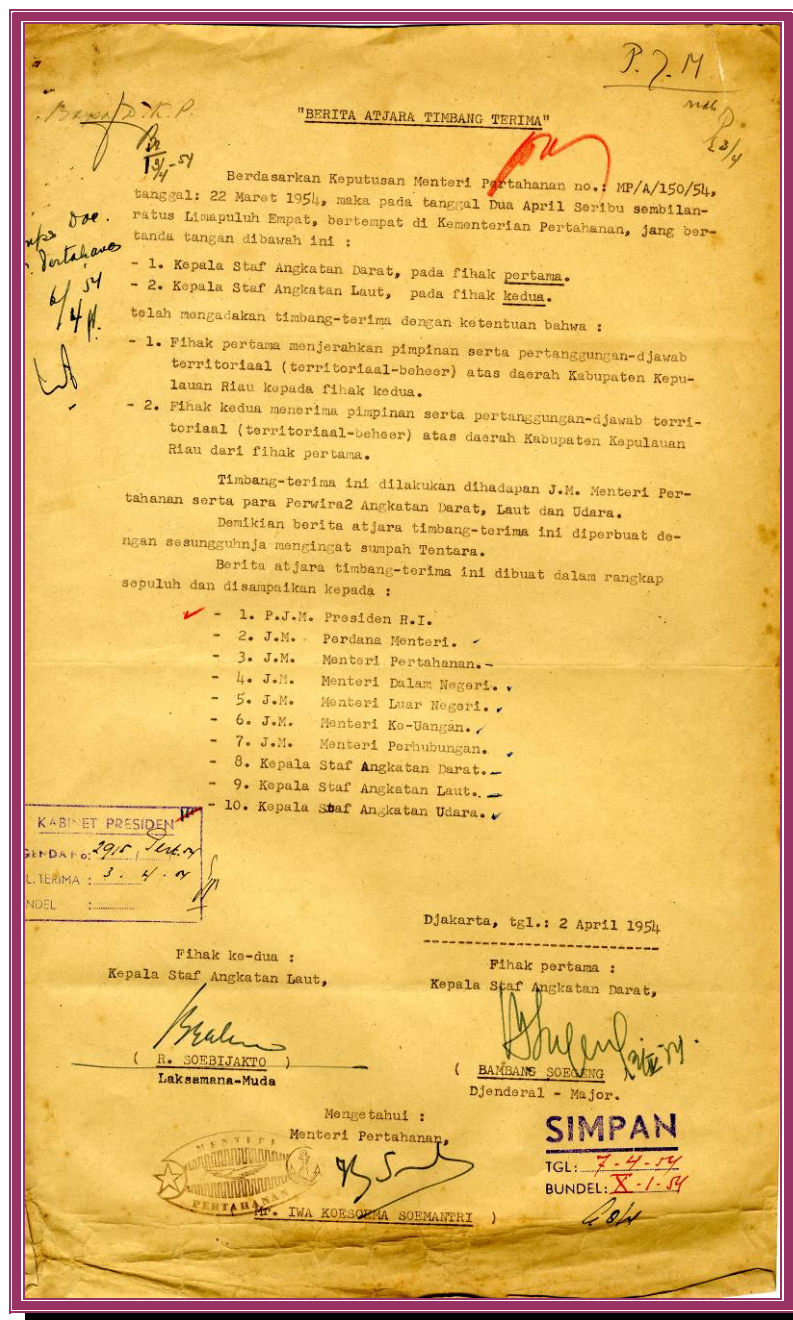 P.J.M.
"BERITA ATJARA TIMBANG TERIMA"
Berdasarkan Keputusan Menteri Pertahanan no.: MP/A/150/54,
tanggal: 22 Maret 1954, maka pada tanggal Dua April Seribu sembilan-
ratus Limapuluh Empat, bertempat di Kementerian Pertahanan, jang ber-
tanda tangan dibawah ini :
- 1. Kepala Staf Angkatan Darat, pada fihak pertama.
- 2. Kepala Staf Angkatan Laut, pada fihak kedua.
telah mengadakan timbang-terima dengan ketentuan bahwa :
- 1. Fihak pertama menjerahkan pimpinan serta pertanggungan-djawab
territoriaal (territoriaal-beheer) atas daerah Kabupaten Kepu-
lauan Riau kepada fihak kedua.
- 2. Fihak kedua menerima pimpinan serta pertanggungan-djawab terri-
toriaal (territoriaal-beheer) atas daerah Kabupaten Kepulauan
Riau dari fihak pertama.
Timbang-terima ini dilakukan dihadapan J.M. Menteri Per-
tahanan serta para Perwira2 Angkatan Darat, Laut dan Udara.
Demikian berita atjara timbang-terima ini diperbuat de-
ngan sesungguhnja mengingat sumpah Tentara.
Berita atjara timbang-terima ini dibuat dalam rangkap
sepuluh dan disampaikan kepada :
- 1. P.J.M. Presiden R.I.
- 2. J.M. Perdana Menteri.
- 3. J.M. Menteri Pertahanan.-
- 4. J.M. Menteri Dalam Negeri.
- 5. J.M. Menteri Luar Negeri.
- 6. J.M. Menteri Ke-Uangan.
- 7. J.M. Menteri Perhubungan.
- 8. Kepala Staf Angkatan Darat.
- 9. Kepala Staf Angkatan Laut.
- 10. Kepala Staf Angkatan Udara.
KABINET PRESIDEN
GENDA No: 2915
L. TERIMA : 3. 4. 54
NDEL :
Djakarta, tgl.: 2 April 1954
Fihak ke-dua :
Kepala Staf Angkatan Laut,
( R. SOEBIJAKTO )
Laksamana-Muda
Fihak pertama :
Kepala Staf Angkatan Darat,
( BAMBANG SOEGENG
Djenderal - Major.
Mengetahui :
Menteri Pertahanan,
MENTERI
PERTAHANAN
( Mr. IWA KOESOEMA SOEMANTRI )
SIMPAN
TGL: 7-4-54
BUNDEL: X-1-54